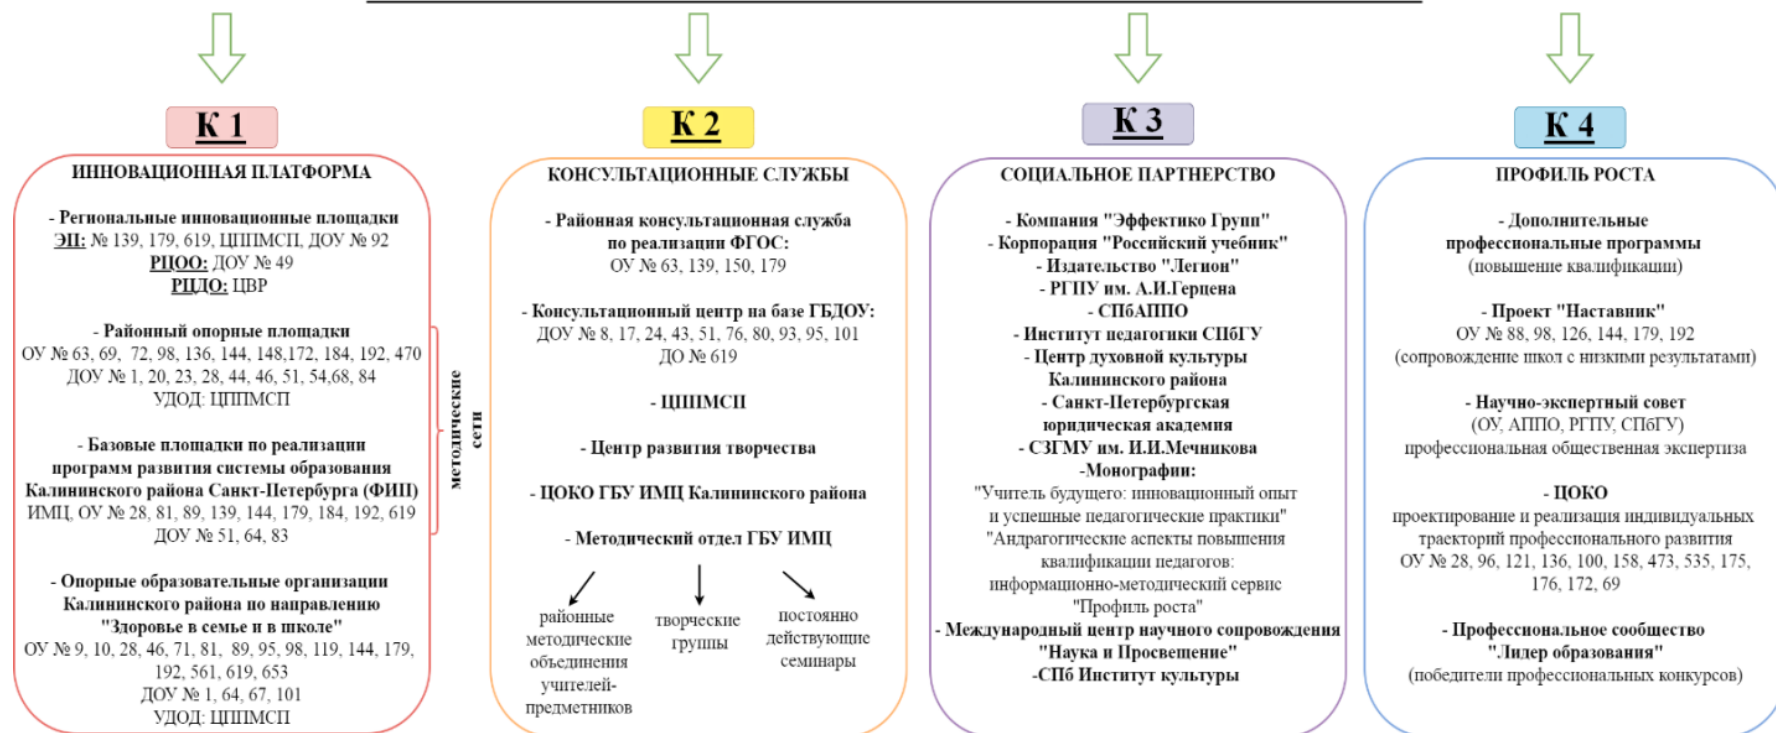 К 1
ИННОВАЦИОННАЯ ПЛАТФОРМА
- Региональные инновационные площадки
ЭП: № 139, 179, 619, ЦППМСП, ДОУ № 92
РЦОО: ДОУ № 49
РЦДО: ЦВР
- Районный опорные площадки
ОУ № 63, 69, 72, 98, 136, 144, 148,172, 184, 192, 470
ДОУ № 1, 20, 23, 28, 44, 46, 51, 54,68, 84
УДОД: ЦППМСП
- Базовые площадки по реализации
программ развития системы образования
Калининского района Санкт-Петербурга (ФИП)
ИМЦ, ОУ № 28, 81, 89, 139, 144, 179, 184, 192, 619
ДОУ № 51, 64, 83
- Опорные образовательные организации
Калининского района по направлению
"Здоровье в семье и в школе"
ОУ № 9, 10, 28, 46, 71, 81, 89, 95, 98, 119, 144, 179,
192, 561, 619, 653
ДОУ № 1, 64, 67, 101
УДОД: ЦППМСП
методические
сети
К 2
КОНСУЛЬТАЦИОННЫЕ СЛУЖБЫ
- Районная консультационная служба
по реализации ФГОС:
ОУ № 63, 139, 150, 179
- Консультационный центр на базе ГБДОУ:
ДОУ № 8, 17, 24, 43, 51, 76, 80, 93, 95, 101
ДО № 619
- ЦППМСП
- Центр развития творчества
- ЦОКО ГБУ ИМЦ Калининского района
- Методический отдел ГБУ ИМЦ
районные
методические
объединения
учителей-
предметников
творческие
группы
постоянно
действующие
семинары
К 3
СОЦИАЛЬНОЕ ПАРТНЕРСТВО
- Компания "Эффектико Групп"
- Корпорация "Российский учебник"
- Издательство "Легион"
- РГПУ им. А.И.Герцена
- СПбАППО
- Институт педагогики СПбГУ
- Центр духовной культуры
Калининского района
- Санкт-Петербургская
юридическая академия
- СЗГМУ им. И.И.Мечникова
-Монографии:
"Учитель будущего: инновационный опыт
и успешные педагогические практики"
"Андрагогические аспекты повышения
квалификации педагогов:
информационно-методический сервис
"Профиль роста"
- Международный центр научного сопровождения
"Наука и Просвещение"
-СПб Институт культуры
К 4
ПРОФИЛЬ РОСТА
- Дополнительные
профессиональные программы
(повышение квалификации)
- Проект "Наставник"
ОУ № 88, 98, 126, 144, 179, 192
(сопровождение школ с низкими результатами)
- Научно-экспертный совет
(ОУ, АППО, РГПУ, СПбГУ)
профессиональная общественная экспертиза
- ЦОКО
проектирование и реализация индивидуальных
траекторий профессионального развития
ОУ № 28, 96, 121, 136, 100, 158, 473, 535, 175,
176, 172, 69
- Профессиональное сообщество
"Лидер образования"
(победители профессиональных конкурсов)